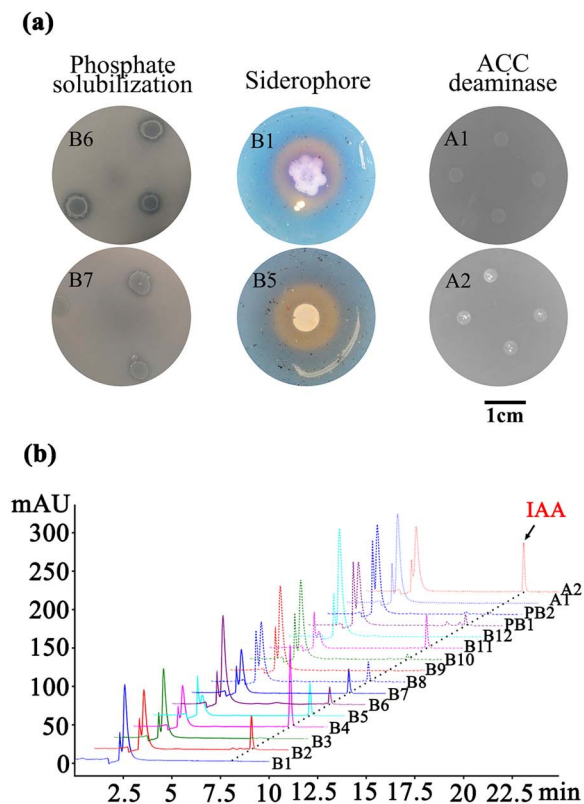 (a)
Phosphate
solubilization
Siderophore
ACC
deaminase
B6
B1
A1
B7
B5
A2
1cm
(b)
mAU
IAA
300
250
200
150
100
50
0
A2
A1
PB2
PB1
B12
B11
B10
B9
B8
B7
B6
B5
B4
B3
B2
B1
2.5 5 7.5 10 12.5 15 17.5 20 22.5 min